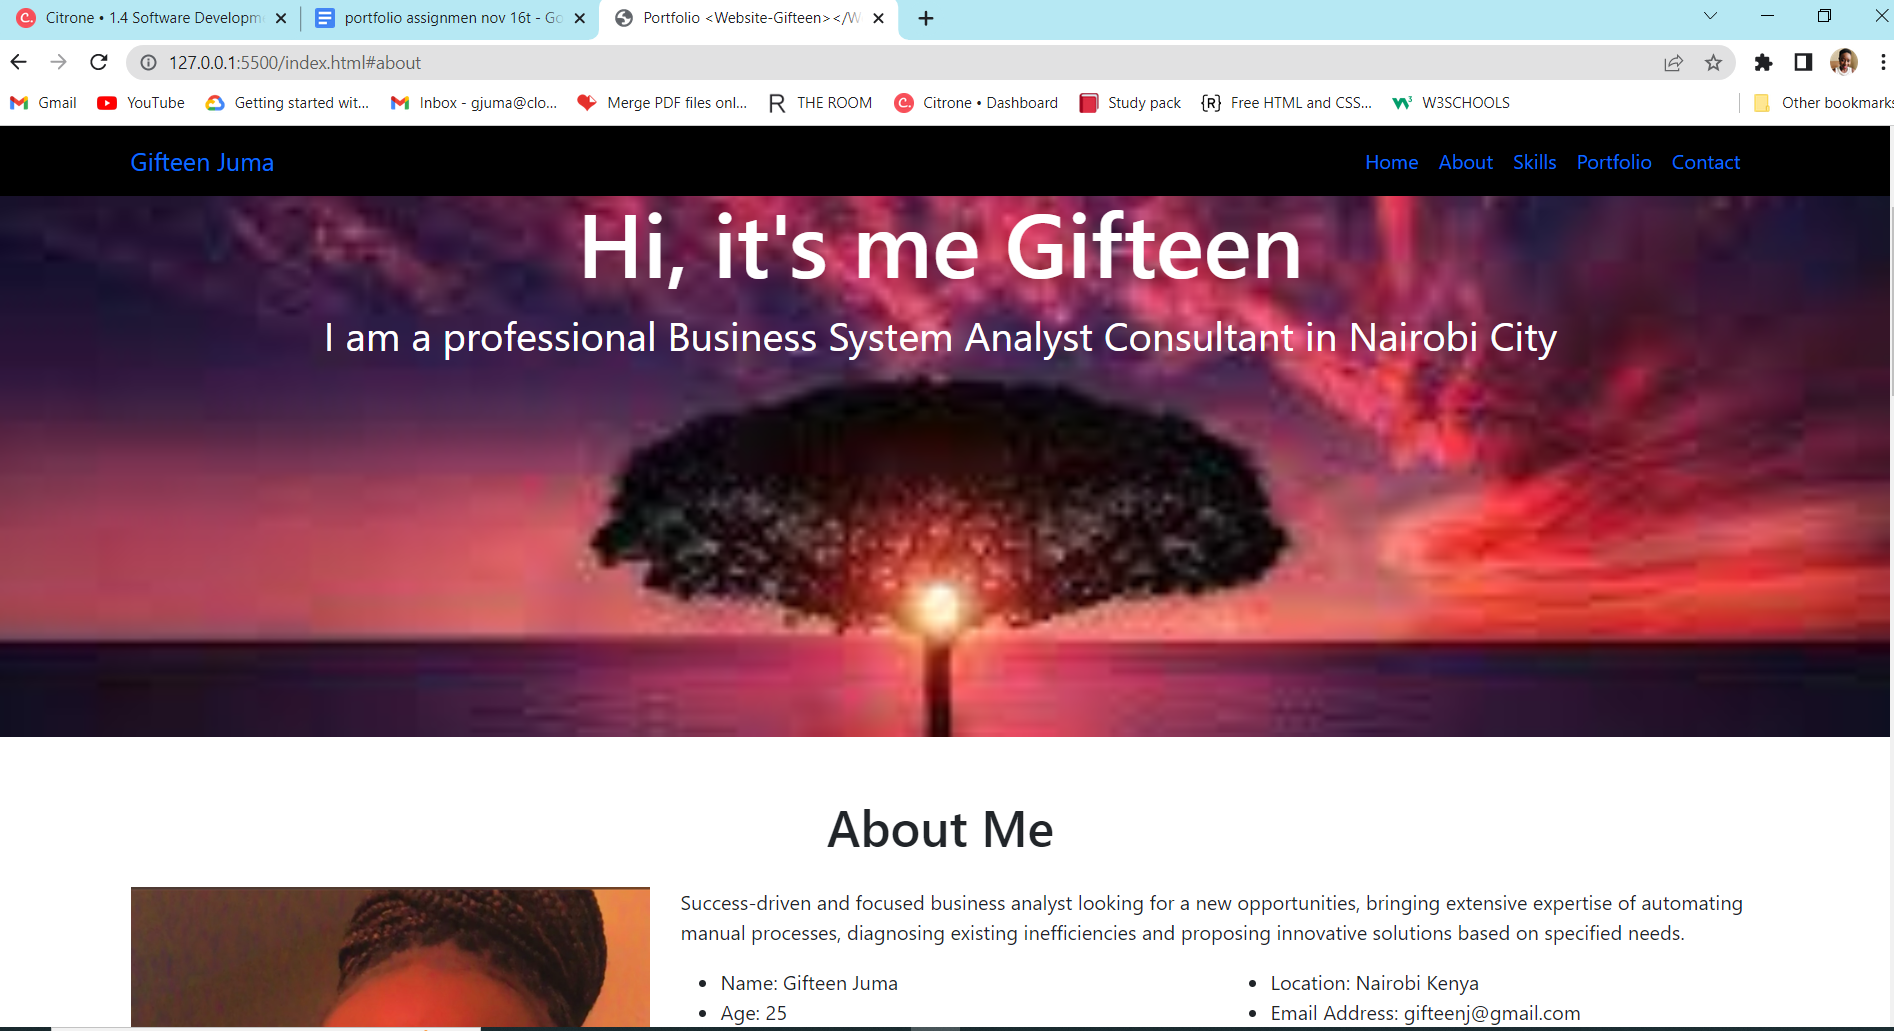 Citrone • 1.4 Software Developm
portfolio assignmen nov 16t - Go
Portfolio <Website-Gifteen></W
127.0.0.1:5500/index.html#about
Gmail
YouTube
Getting started wit...
Inbox - gjuma@clo...
Merge PDF files onl...
THE ROOM
Citrone • Dashboard
Study pack
Free HTML and CSS...
W3SCHOOLS
Other bookmarks
Gifteen Juma
Home About Skills Portfolio Contact
Hi, it's me Gifteen
I am a professional Business System Analyst Consultant in Nairobi City
About Me
Success-driven and focused business analyst looking for a new opportunities, bringing extensive expertise of automating
manual processes, diagnosing existing inefficiencies and proposing innovative solutions based on specified needs.
• Name: Gifteen Juma
• Age: 25
• Location: Nairobi Kenya
• Email Address: gifteenj@gmail.com